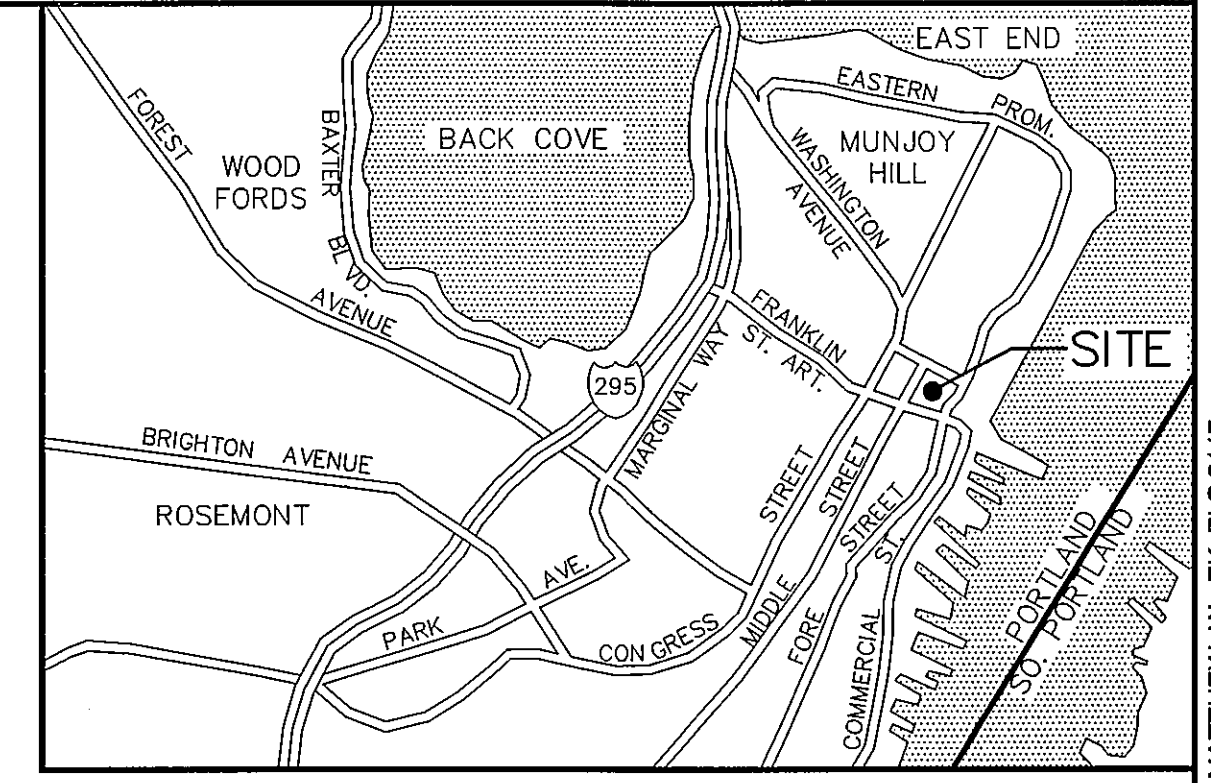 EAST END
EASTERN
PROM.
FOREST
BAXTER
BACK COVE
MUNJOY
HILL
WOOD
FORDS
WASHINGTON
AVENUE
BLVD.
AVENUE
FRANKLIN
ST. ART.
SITE
295
MARGINAL WAY
BRIGHTON AVENUE
ROSEMONT
STREET
STREET
STREET
ST.
PORTLAND
SO. PORTLAND
PARK
AVE.
CONGRESS
MIDDLE
FORE
COMMERCIAL